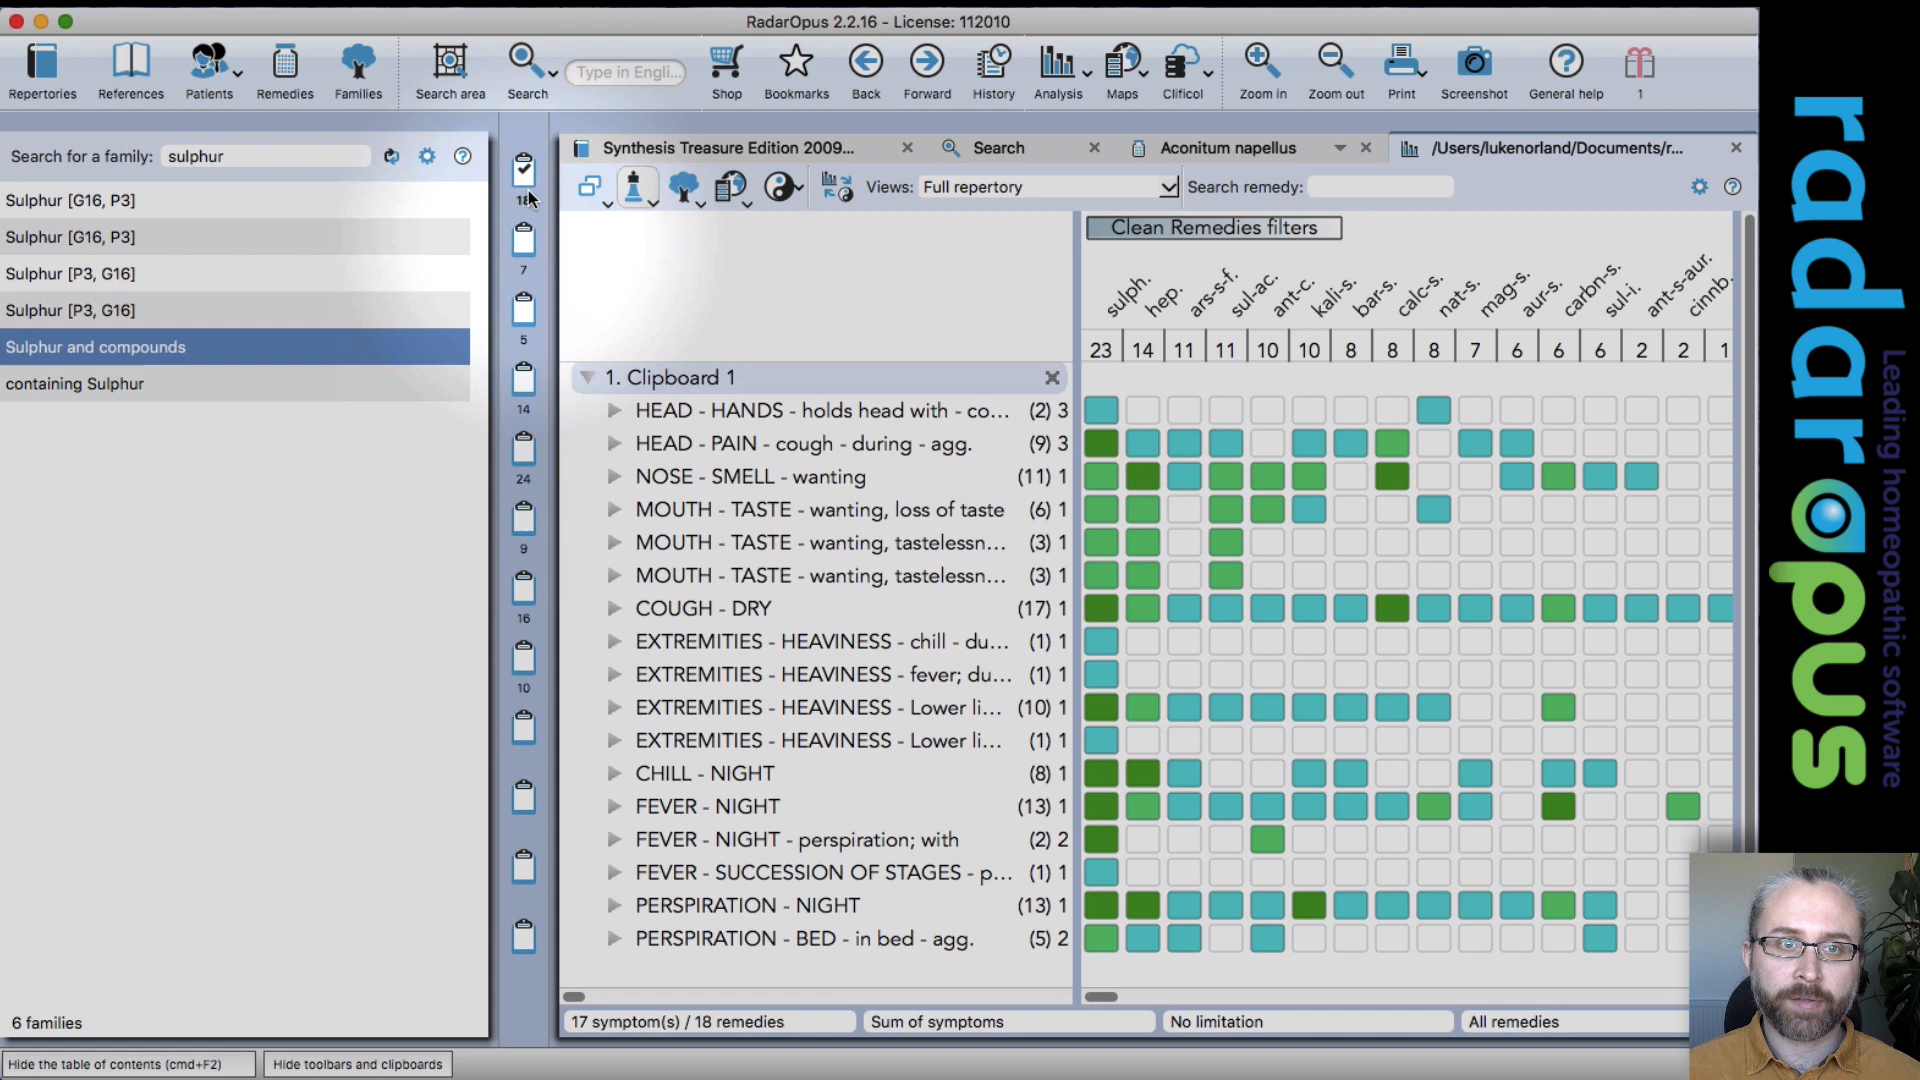 RadarOpus 2.2.16 - License: 112010
Repertories
References
Patients
Remedies
Families
Search area
Search
Type in Engli...
Shop
Bookmarks
Back
Forward
History
Analysis
Maps
Clificol
Zoom in
Zoom out
Print
Screenshot
General help
1
Search for a family: sulphur
Sulphur [G16, P3]
Sulphur [G16, P3]
Sulphur [P3, G16]
Sulphur [P3, G16]
Sulphur and compounds
containing Sulphur
6 families
18
7
5
14
24
9
16
10
Synthesis Treasure Edition 2009...
Search
Aconitum napellus
/Users/lukenorland/Documents/r...
Views: Full repertory
Search remedy:
Clean Remedies filters
sulph. hep. ars-s-f. sul-ac. ant-c. kali-s. bar-s. calc-s. nat-s. mag-s. aur-s. carbn-s. sul-i. ant-s-aur. cinnb.
23 14 11 11 10 10 8 8 8 7 6 6 6 2 2 1
1. Clipboard 1
HEAD - HANDS - holds head with - co... (2) 3
HEAD - PAIN - cough - during - agg. (9) 3
NOSE - SMELL - wanting (11) 1
MOUTH - TASTE - wanting, loss of taste (6) 1
MOUTH - TASTE - wanting, tastelessn... (3) 1
MOUTH - TASTE - wanting, tastelessn... (3) 1
COUGH - DRY (17) 1
EXTREMITIES - HEAVINESS - chill - du... (1) 1
EXTREMITIES - HEAVINESS - fever; du... (1) 1
EXTREMITIES - HEAVINESS - Lower li... (10) 1
EXTREMITIES - HEAVINESS - Lower li... (1) 1
CHILL - NIGHT (8) 1
FEVER - NIGHT (13) 1
FEVER - NIGHT - perspiration; with (2) 2
FEVER - SUCCESSION OF STAGES - p... (1) 1
PERSPIRATION - NIGHT (13) 1
PERSPIRATION - BED - in bed - agg. (5) 2
17 symptom(s) / 18 remedies
Sum of symptoms
No limitation
All remedies
Hide the table of contents (cmd+F2)
Hide toolbars and clipboards
radaropus
Leading homeopathic software